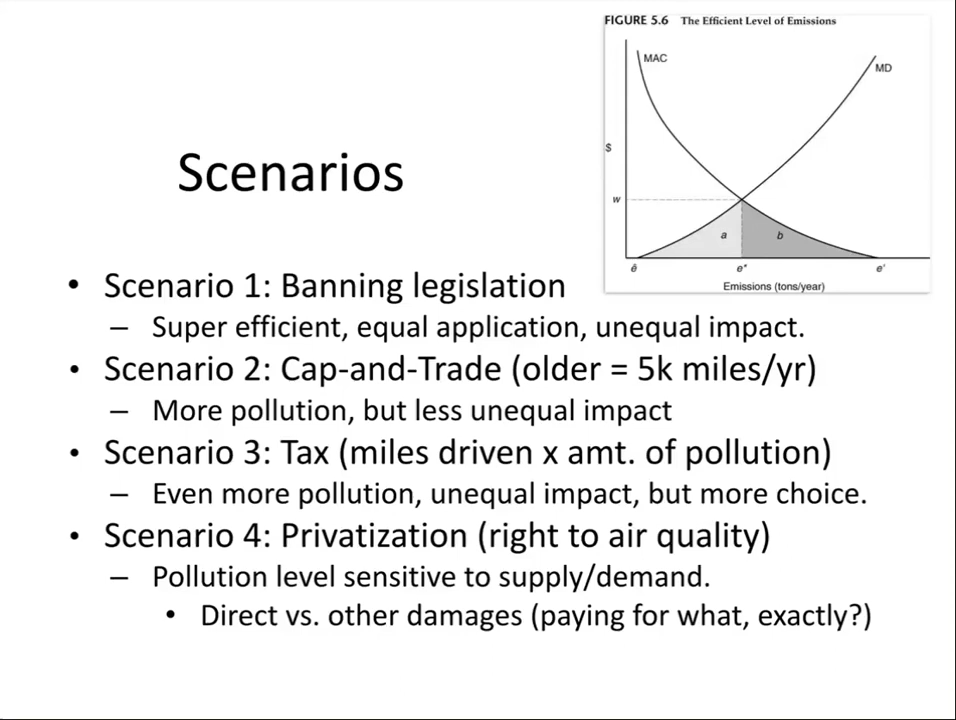 FIGURE 5.6 The Efficient Level of Emissions
MAC
MD
$
w
a
b
ē
e*
e'
Emissions (tons/year)
Scenarios
• Scenario 1: Banning legislation
– Super efficient, equal application, unequal impact.
• Scenario 2: Cap-and-Trade (older = 5k miles/yr)
– More pollution, but less unequal impact
• Scenario 3: Tax (miles driven x amt. of pollution)
– Even more pollution, unequal impact, but more choice.
• Scenario 4: Privatization (right to air quality)
– Pollution level sensitive to supply/demand.
• Direct vs. other damages (paying for what, exactly?)